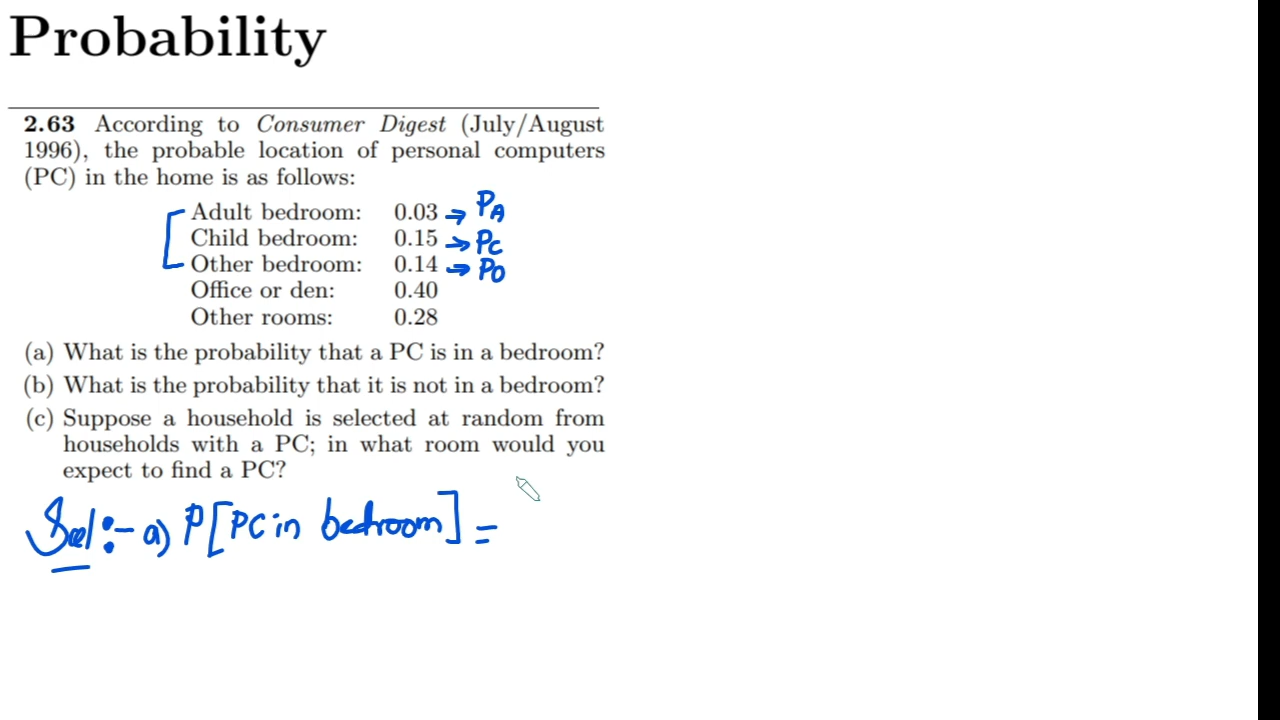 Probability
2.63 According to Consumer Digest (July/August
1996), the probable location of personal computers
(PC) in the home is as follows:
Adult bedroom: 0.03 → PA
Child bedroom: 0.15 → PC
Other bedroom: 0.14 → PO
Office or den: 0.40
Other rooms: 0.28
(a) What is the probability that a PC is in a bedroom?
(b) What is the probability that it is not in a bedroom?
(c) Suppose a household is selected at random from
households with a PC; in what room would you
expect to find a PC?
Sol:- a) P[PC in bedroom] =